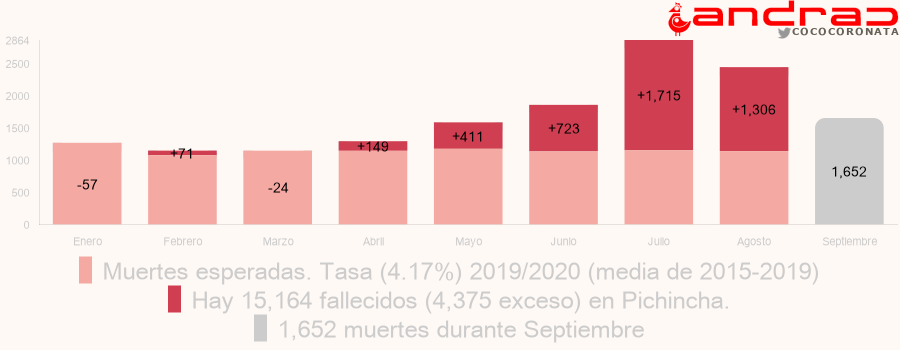 andras
COCOCORONATA
2864
2500
2000
1500
1000
500
0
-57
+71
-24
+149
+411
+723
+1,715
+1,306
1,652
Enero
Febrero
Marzo
Abril
Mayo
Junio
Julio
Agosto
Septiembre
Muertes esperadas. Tasa (4.17%) 2019/2020 (media de 2015-2019)
Hay 15,164 fallecidos (4,375 exceso) en Pichincha.
1,652 muertes durante Septiembre